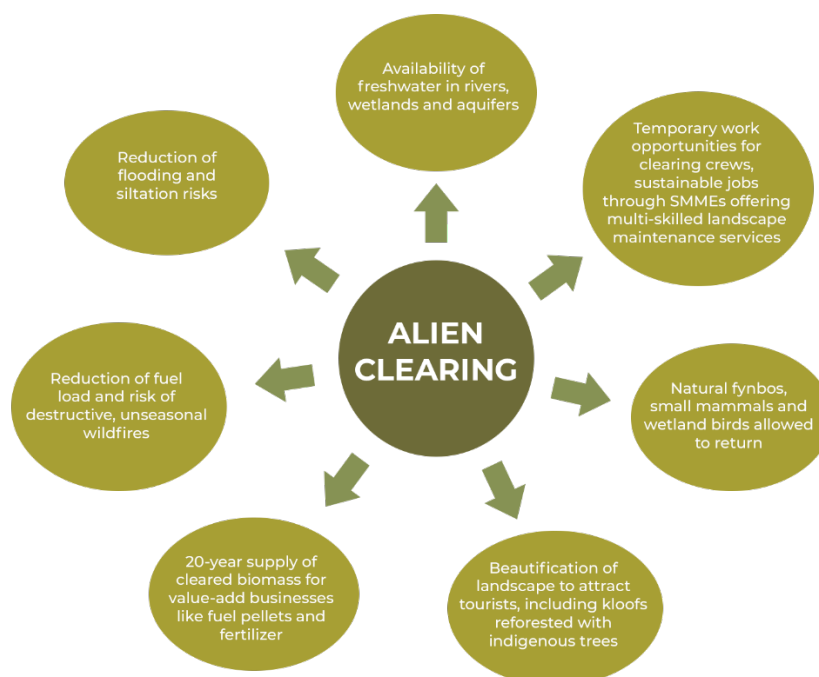 Availability of
freshwater in rivers,
wetlands and aquifers
Temporary work
opportunities for
clearing crews,
sustainable jobs
through SMMEs offering
multi-skilled landscape
maintenance services
Natural fynbos,
small mammals and
wetland birds allowed
to return
Beautification of
landscape to attract
tourists, including kloofs
reforested with
indigenous trees
20-year supply of
cleared biomass for
value-add businesses
like fuel pellets and
fertilizer
Reduction of fuel
load and risk of
destructive, unseasonal
wildfires
Reduction of
flooding and
siltation risks
ALIEN
CLEARING